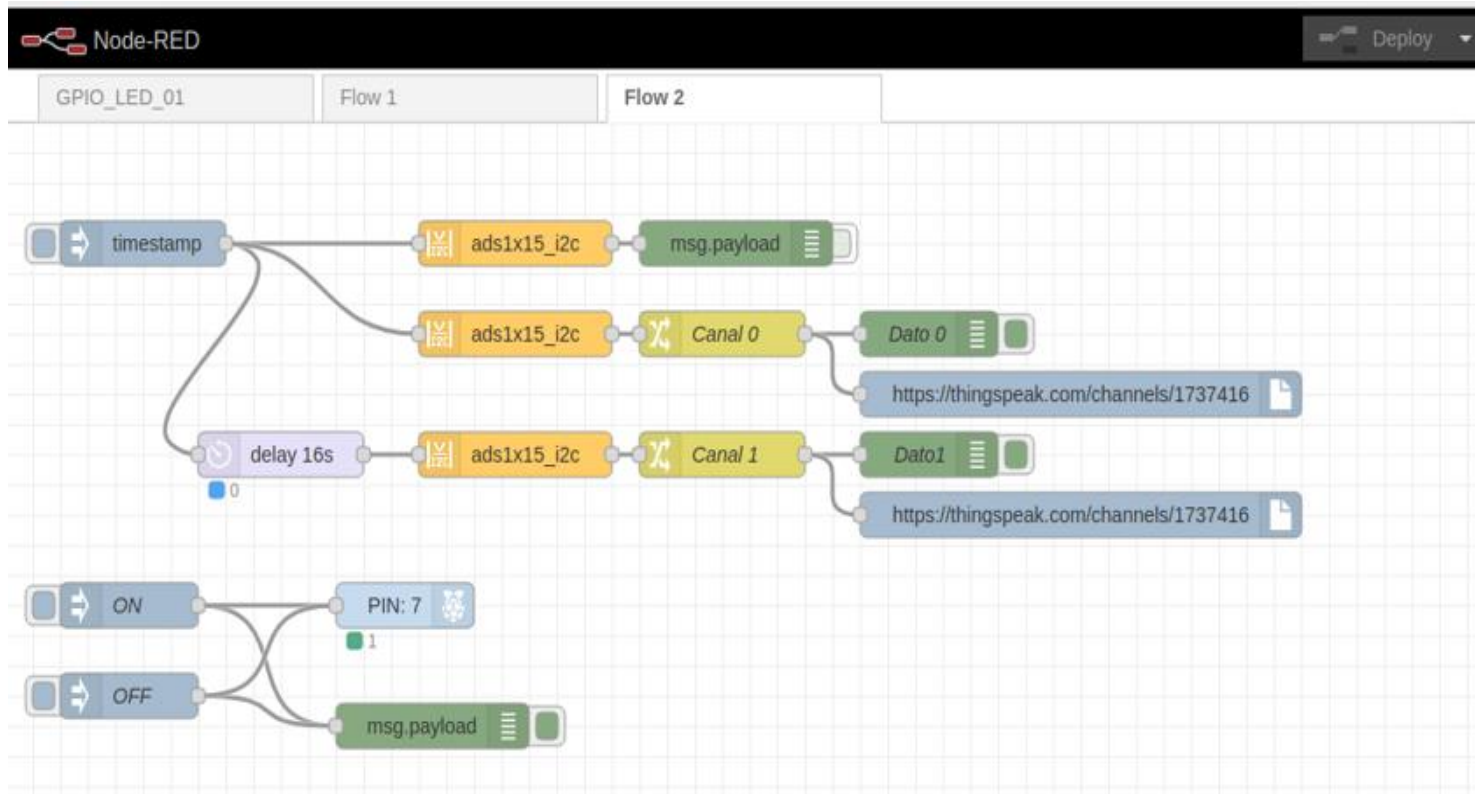 Node-RED
Deploy
GPIO_LED_01
Flow 1
Flow 2
timestamp
ads1x15_i2c
msg.payload
ads1x15_i2c
Canal 0
Dato 0
https://thingspeak.com/channels/1737416
delay 16s
ads1x15_i2c
Canal 1
Dato1
0
https://thingspeak.com/channels/1737416
ON
PIN: 7
1
OFF
msg.payload